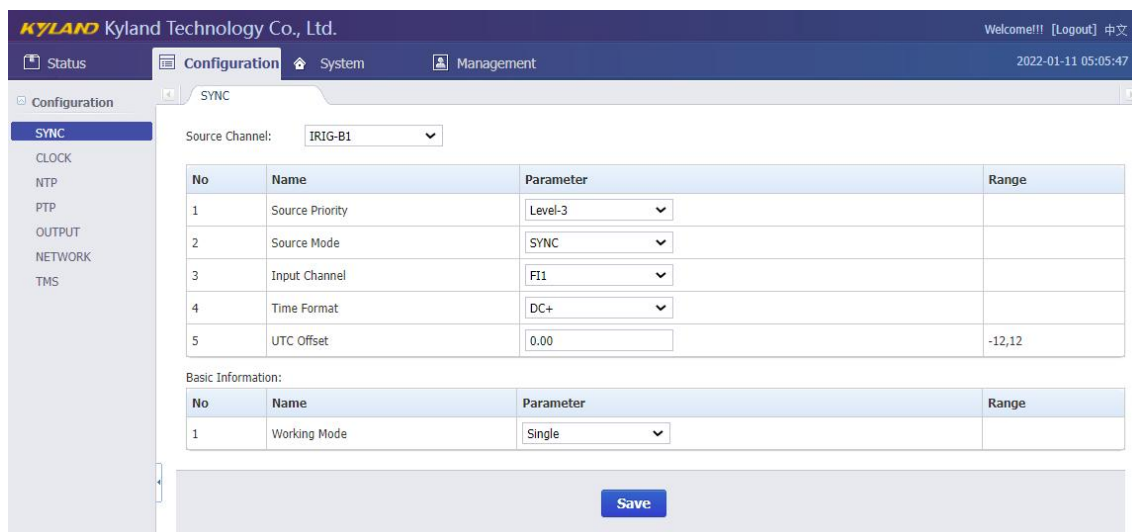 KYLAND Kyland Technology Co., Ltd.
Welcome!!! [Logout] 中文
Status Configuration System Management 2022-01-11 05:05:47
Configuration
SYNC
CLOCK
NTP
PTP
OUTPUT
NETWORK
TMS
SYNC
Source Channel: IRIG-B1
No Name Parameter Range
1 Source Priority Level-3
2 Source Mode SYNC
3 Input Channel FI1
4 Time Format DC+
5 UTC Offset 0.00 -12,12
Basic Information:
No Name Parameter Range
1 Working Mode Single
Save